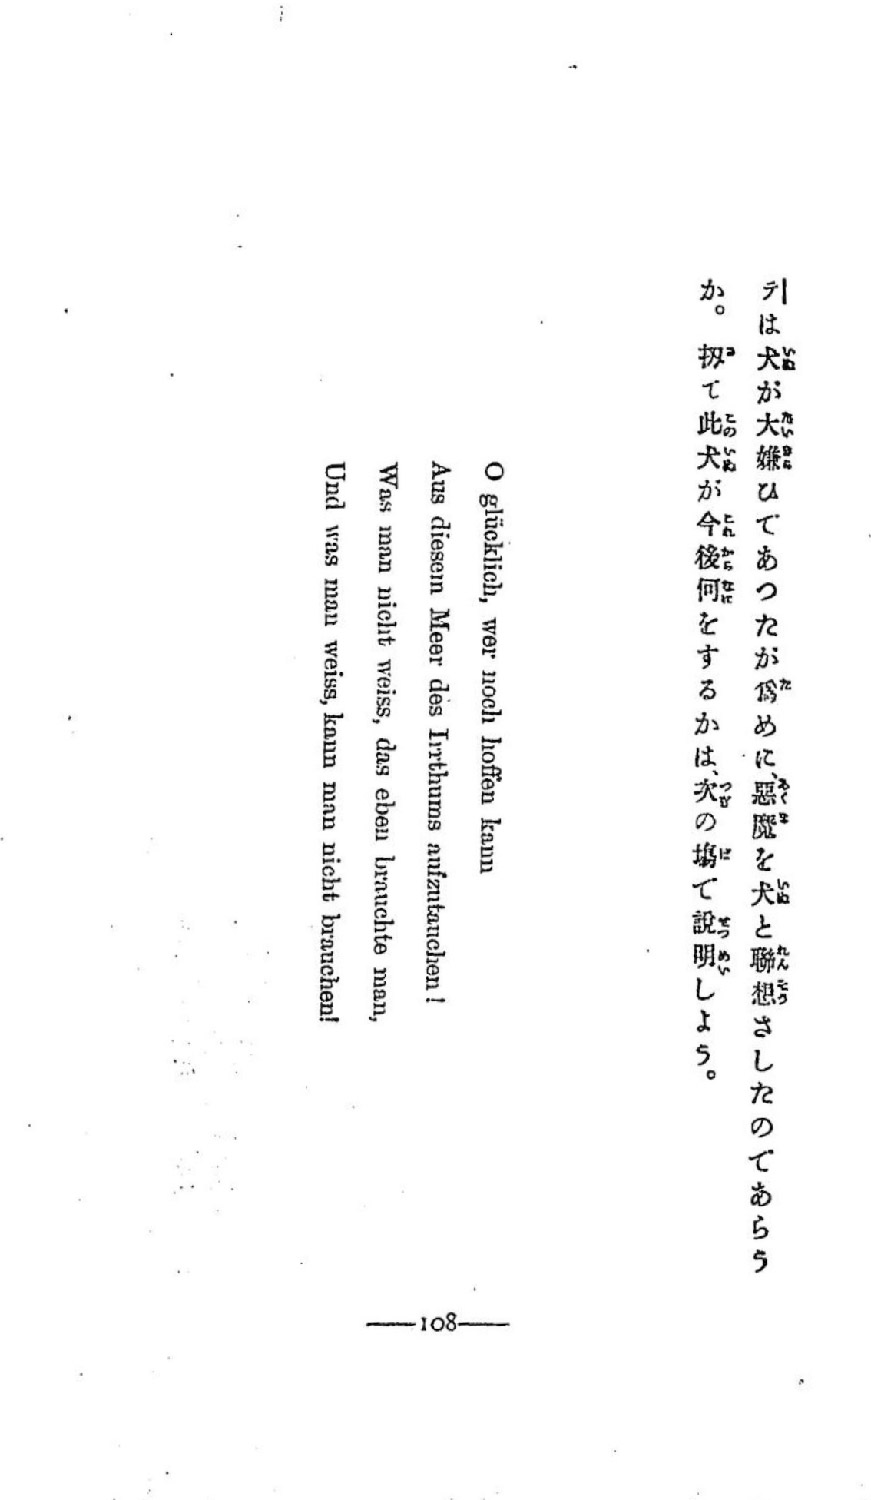 テは犬が大嫌ひであつたが爲めに、惡魔を犬と聯想さしたのであらう
か。扨て此犬が今後何をするかは、次の塲で說明しよう。
O glücklich, wer noch hoffen kann
Aus diesem Meer des Irrthums aufzutauchen!
Was man nicht weiss, das eben brauchte man,
Und was man weiss, kann man nicht brauchen!
—108—